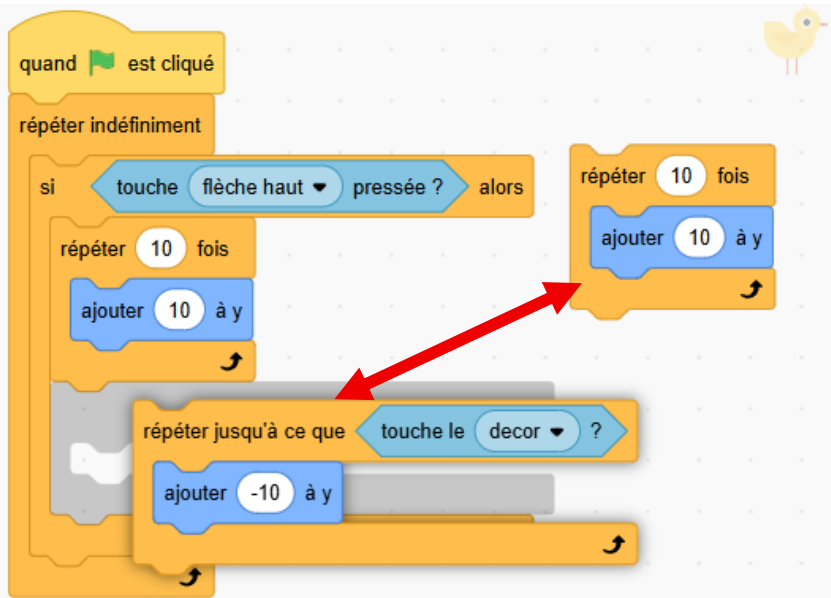 quand est cliqué
répéter indéfiniment
si touche flèche haut pressée ? alors
répéter 10 fois
ajouter 10 à y
répéter jusqu'à ce que touche le decor ?
ajouter -10 à y
répéter 10 fois
ajouter 10 à y